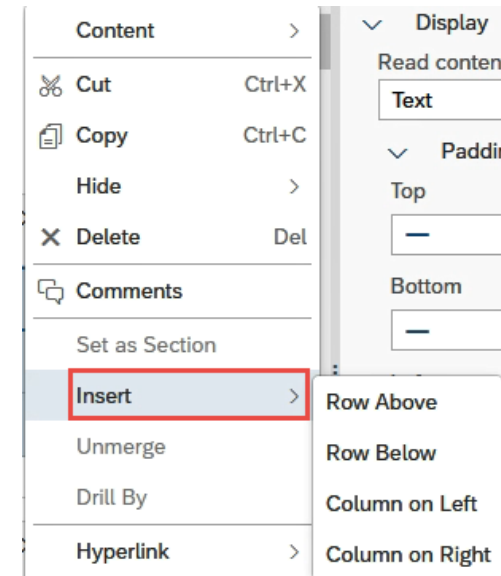 Content
Cut Ctrl+X
Copy Ctrl+C
Hide
Delete Del
Comments
Set as Section
Insert
Unmerge
Drill By
Hyperlink
Row Above
Row Below
Column on Left
Column on Right
Display
Read conten
Text
Paddin
Top
Bottom